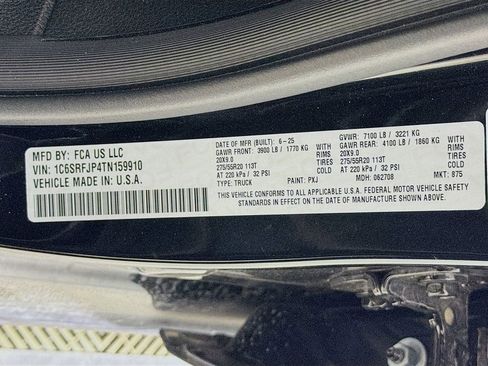 MFD BY: FCA US LLC
VIN: 1C6SRFJP4TN159910
VEHICLE MADE IN U.S.A.
DATE OF MFR (BUILT): 6-25 GVWR: 7100 LB / 3221 KG
GAWR FRONT: 3900 LB / 1770 KG WITH GAWR REAR: 4100 LB / 1860 KG WITH
20X9.0 RIMS 20X9.0 RIMS
275/55R20 113T TIRES 275/55R20 113T TIRES
AT 220 kPa / 32 PSI COLD AT 220 kPa / 32 PSI COLD
TYPE: TRUCK PAINT: PXJ MDH: 062708 MKT: 875
THIS VEHICLE CONFORMS TO ALL APPLICABLE U.S.A. FEDERAL MOTOR VEHICLE SAFETY
STANDARDS IN EFFECT ON THE DATE OF MANUFACTURE SHOWN ABOVE.